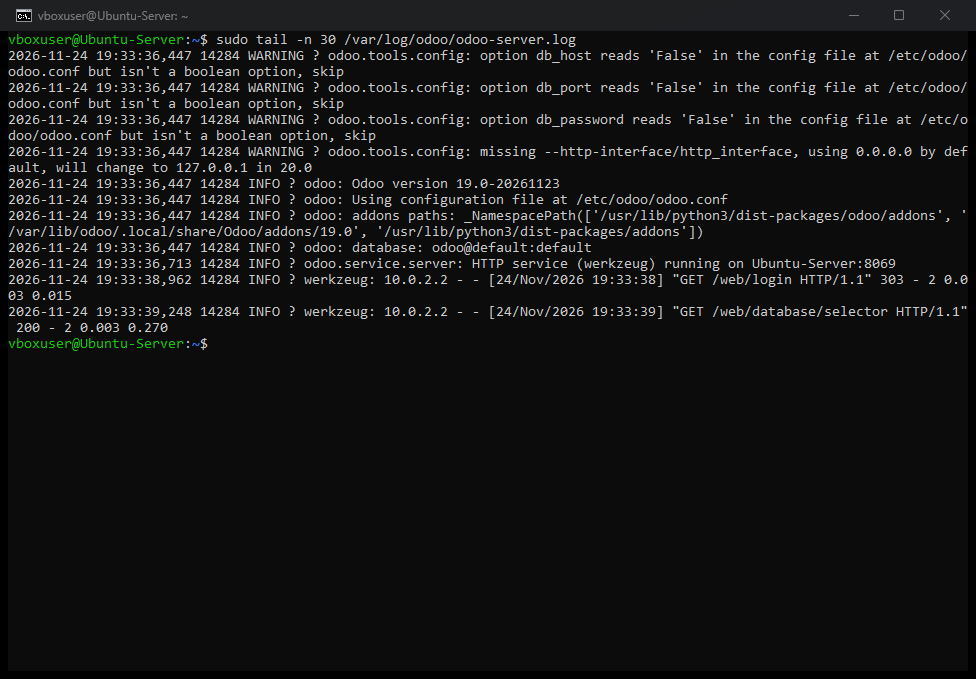 vboxuser@Ubuntu-Server: ~
vboxuser@Ubuntu-Server:~$ sudo tail -n 30 /var/log/odoo/odoo-server.log
2026-11-24 19:33:36,447 14284 WARNING ? odoo.tools.config: option db_host reads 'False' in the config file at /etc/odoo/
odoo.conf but isn't a boolean option, skip
2026-11-24 19:33:36,447 14284 WARNING ? odoo.tools.config: option db_port reads 'False' in the config file at /etc/odoo/
odoo.conf but isn't a boolean option, skip
2026-11-24 19:33:36,447 14284 WARNING ? odoo.tools.config: option db_password reads 'False' in the config file at /etc/o
doo/odoo.conf but isn't a boolean option, skip
2026-11-24 19:33:36,447 14284 WARNING ? odoo.tools.config: missing --http-interface/http_interface, using 0.0.0.0 by def
ault, will change to 127.0.0.1 in 20.0
2026-11-24 19:33:36,447 14284 INFO ? odoo: Odoo version 19.0-20261123
2026-11-24 19:33:36,447 14284 INFO ? odoo: Using configuration file at /etc/odoo/odoo.conf
2026-11-24 19:33:36,447 14284 INFO ? odoo: addons paths: _NamespacePath(['/usr/lib/python3/dist-packages/odoo/addons', '
/var/lib/odoo/.local/share/Odoo/addons/19.0', '/usr/lib/python3/dist-packages/addons'])
2026-11-24 19:33:36,447 14284 INFO ? odoo: database: odoo@default:default
2026-11-24 19:33:36,713 14284 INFO ? odoo.service.server: HTTP service (werkzeug) running on Ubuntu-Server:8069
2026-11-24 19:33:38,962 14284 INFO ? werkzeug: 10.0.2.2 - - [24/Nov/2026 19:33:38] "GET /web/login HTTP/1.1" 303 - 2 0.0
03 0.015
2026-11-24 19:33:39,248 14284 INFO ? werkzeug: 10.0.2.2 - - [24/Nov/2026 19:33:39] "GET /web/database/selector HTTP/1.1"
 200 - 2 0.003 0.270
vboxuser@Ubuntu-Server:~$